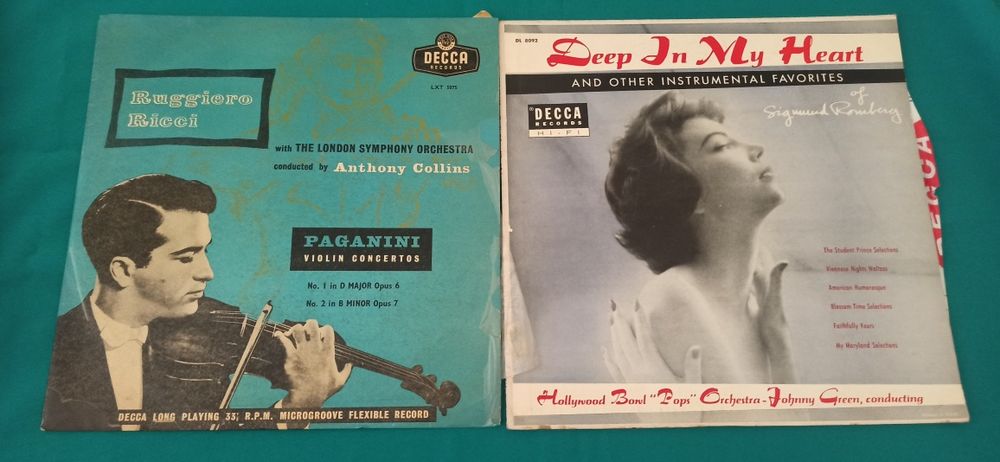 DECCA
RECORDS
LXT 5075
Ruggiero
Ricci
with THE LONDON SYMPHONY ORCHESTRA
conducted by Anthony Collins
PAGANINI
VIOLIN CONCERTOS
No. 1 in D MAJOR Opus 6
No. 2 in B MINOR Opus 7
DECCA LONG PLAYING 33⅓ R.P.M. MICROGROOVE FLEXIBLE RECORD
DL 8092
Deep In My Heart
AND OTHER INSTRUMENTAL FAVORITES
of
Sigmund Romberg
DECCA
RECORDS
HI-FI
DECCA
The Student Prince Selections
Viennese Nights Waltzes
American Humoresque
Blossom Time Selections
Faithfully Yours
My Maryland Selections
Hollywood Bowl "Pops" Orchestra - Johnny Green, conducting